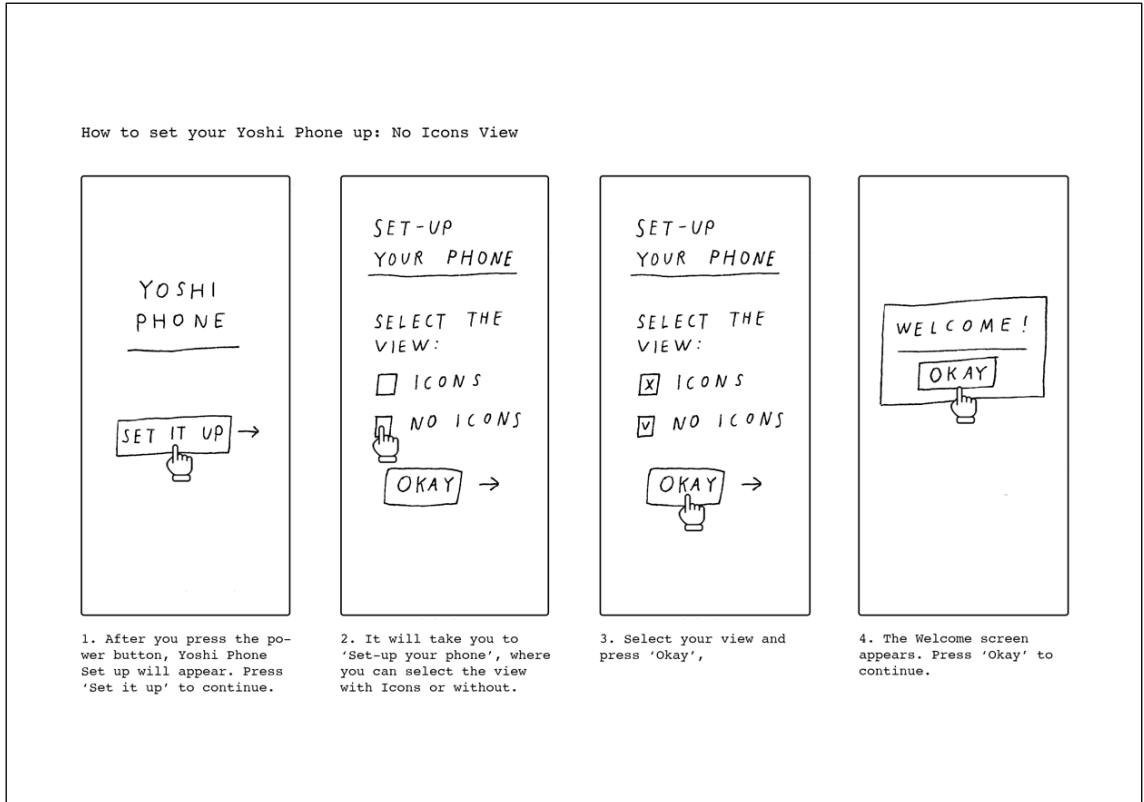 How to set your Yoshi Phone up: No Icons View
YOSHI
PHONE
SET IT UP →
SET-UP
YOUR PHONE
SELECT THE
VIEW:
ICONS
NO ICONS
OKAY →
SET-UP
YOUR PHONE
SELECT THE
VIEW:
X ICONS
V NO ICONS
OKAY →
WELCOME!
OKAY
1. After you press the po-
wer button, Yoshi Phone
Set up will appear. Press
‘Set it up’ to continue.
2. It will take you to
‘Set-up your phone’, where
you can select the view
with Icons or without.
3. Select your view and
press ‘Okay’,
4. The Welcome screen
appears. Press ‘Okay’ to
continue.